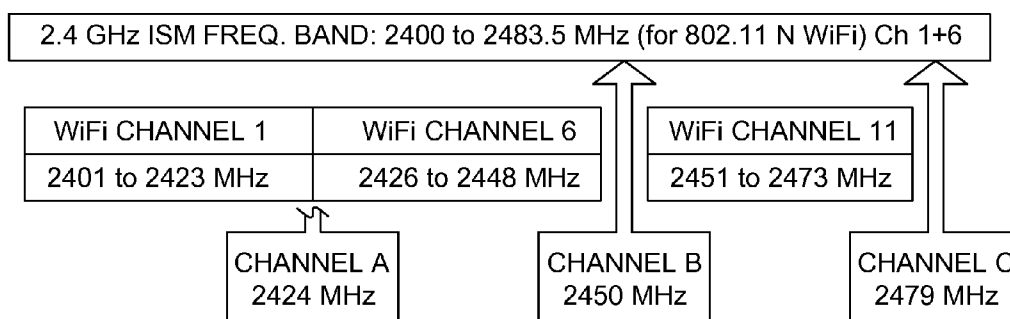 2.4 GHz ISM FREQ. BAND: 2400 to 2483.5 MHz (for 802.11 N WiFi) Ch 1+6
WiFi CHANNEL 1
WiFi CHANNEL 6
WiFi CHANNEL 11
2401 to 2423 MHz
2426 to 2448 MHz
2451 to 2473 MHz
CHANNEL A
2424 MHz
CHANNEL B
2450 MHz
CHANNEL C
2479 MHz